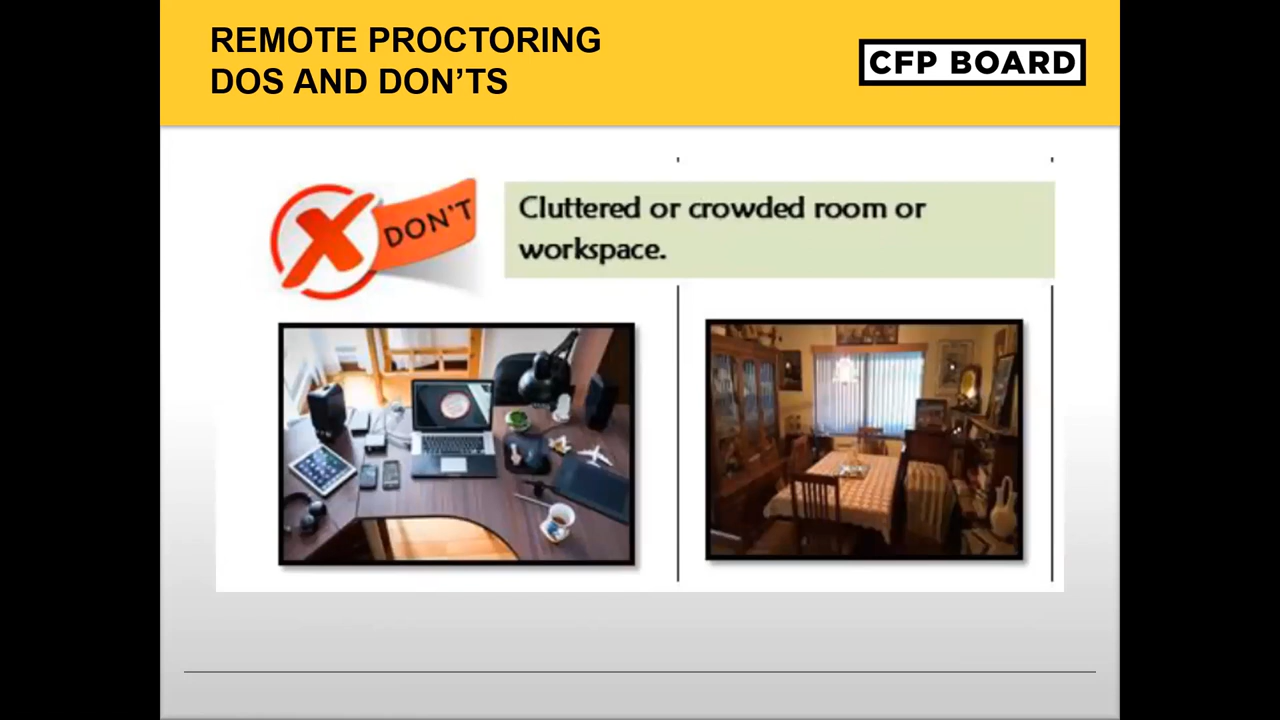 REMOTE PROCTORING
DOS AND DON’TS
CFP BOARD
DON'T
Cluttered or crowded room or
workspace.